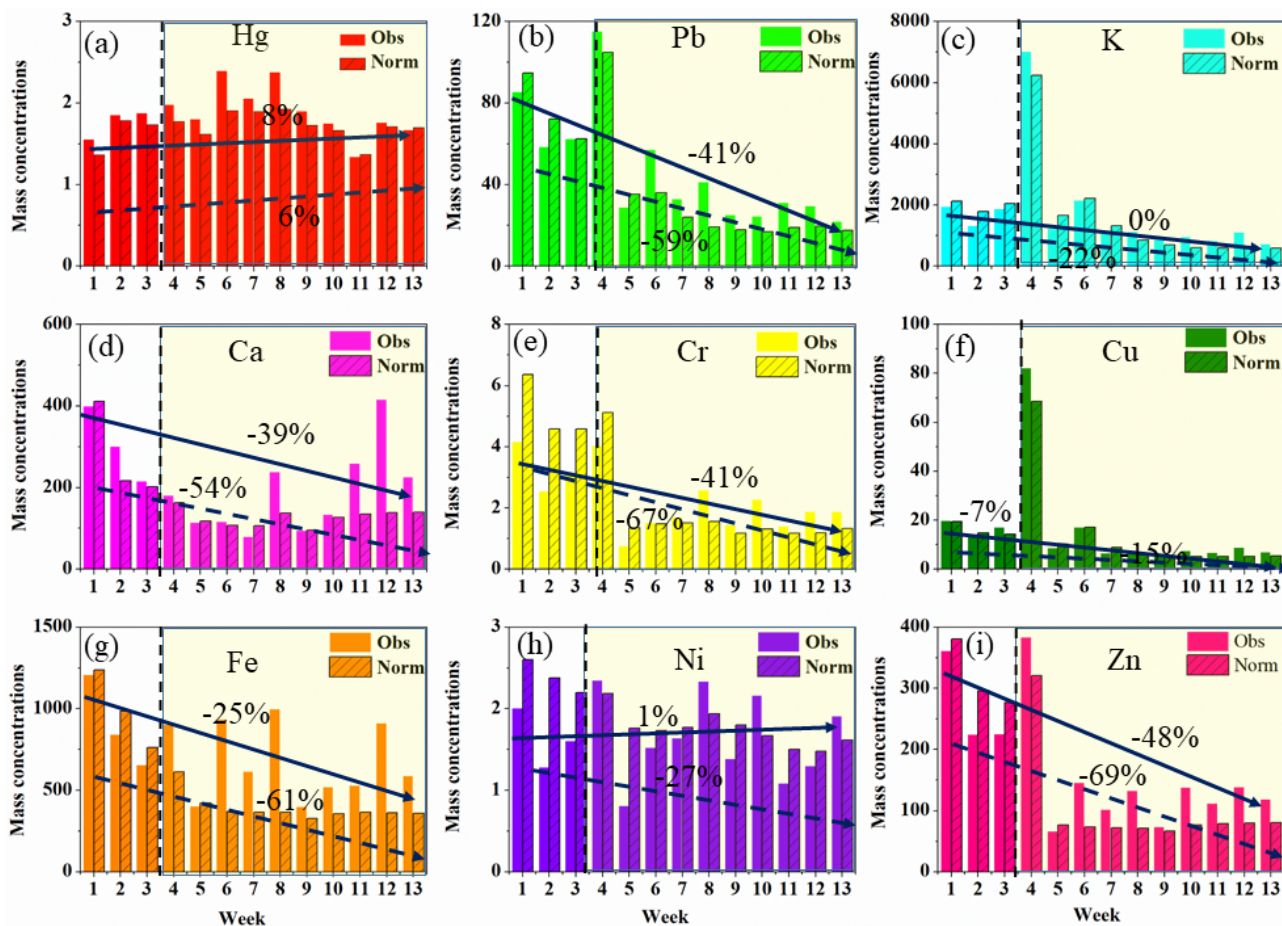 (a) Hg Obs Norm
Mass concentrations
3
2
1
0
8%
6%
1 2 3 4 5 6 7 8 9 10 11 12 13
(b) Pb Obs Norm
Mass concentrations
120
80
40
0
-41%
-59%
1 2 3 4 5 6 7 8 9 10 11 12 13
(c) K Obs Norm
Mass concentrations
8000
6000
4000
2000
0
0%
-22%
1 2 3 4 5 6 7 8 9 10 11 12 13
(d) Ca Obs Norm
Mass concentrations
600
400
200
0
-39%
-54%
1 2 3 4 5 6 7 8 9 10 11 12 13
(e) Cr Obs Norm
Mass concentrations
8
6
4
2
0
-41%
-67%
1 2 3 4 5 6 7 8 9 10 11 12 13
(f) Cu Obs Norm
Mass concentrations
100
80
60
40
20
0
-7%
-15%
1 2 3 4 5 6 7 8 9 10 11 12 13
(g) Fe Obs Norm
Mass concentrations
1500
1000
500
0
-25%
-61%
1 2 3 4 5 6 7 8 9 10 11 12 13
Week
(h) Ni Obs Norm
Mass concentrations
3
2
1
0
1%
-27%
1 2 3 4 5 6 7 8 9 10 11 12 13
Week
(i) Zn Obs Norm
Mass concentrations
400
300
200
100
0
-48%
-69%
1 2 3 4 5 6 7 8 9 10 11 12 13
Week